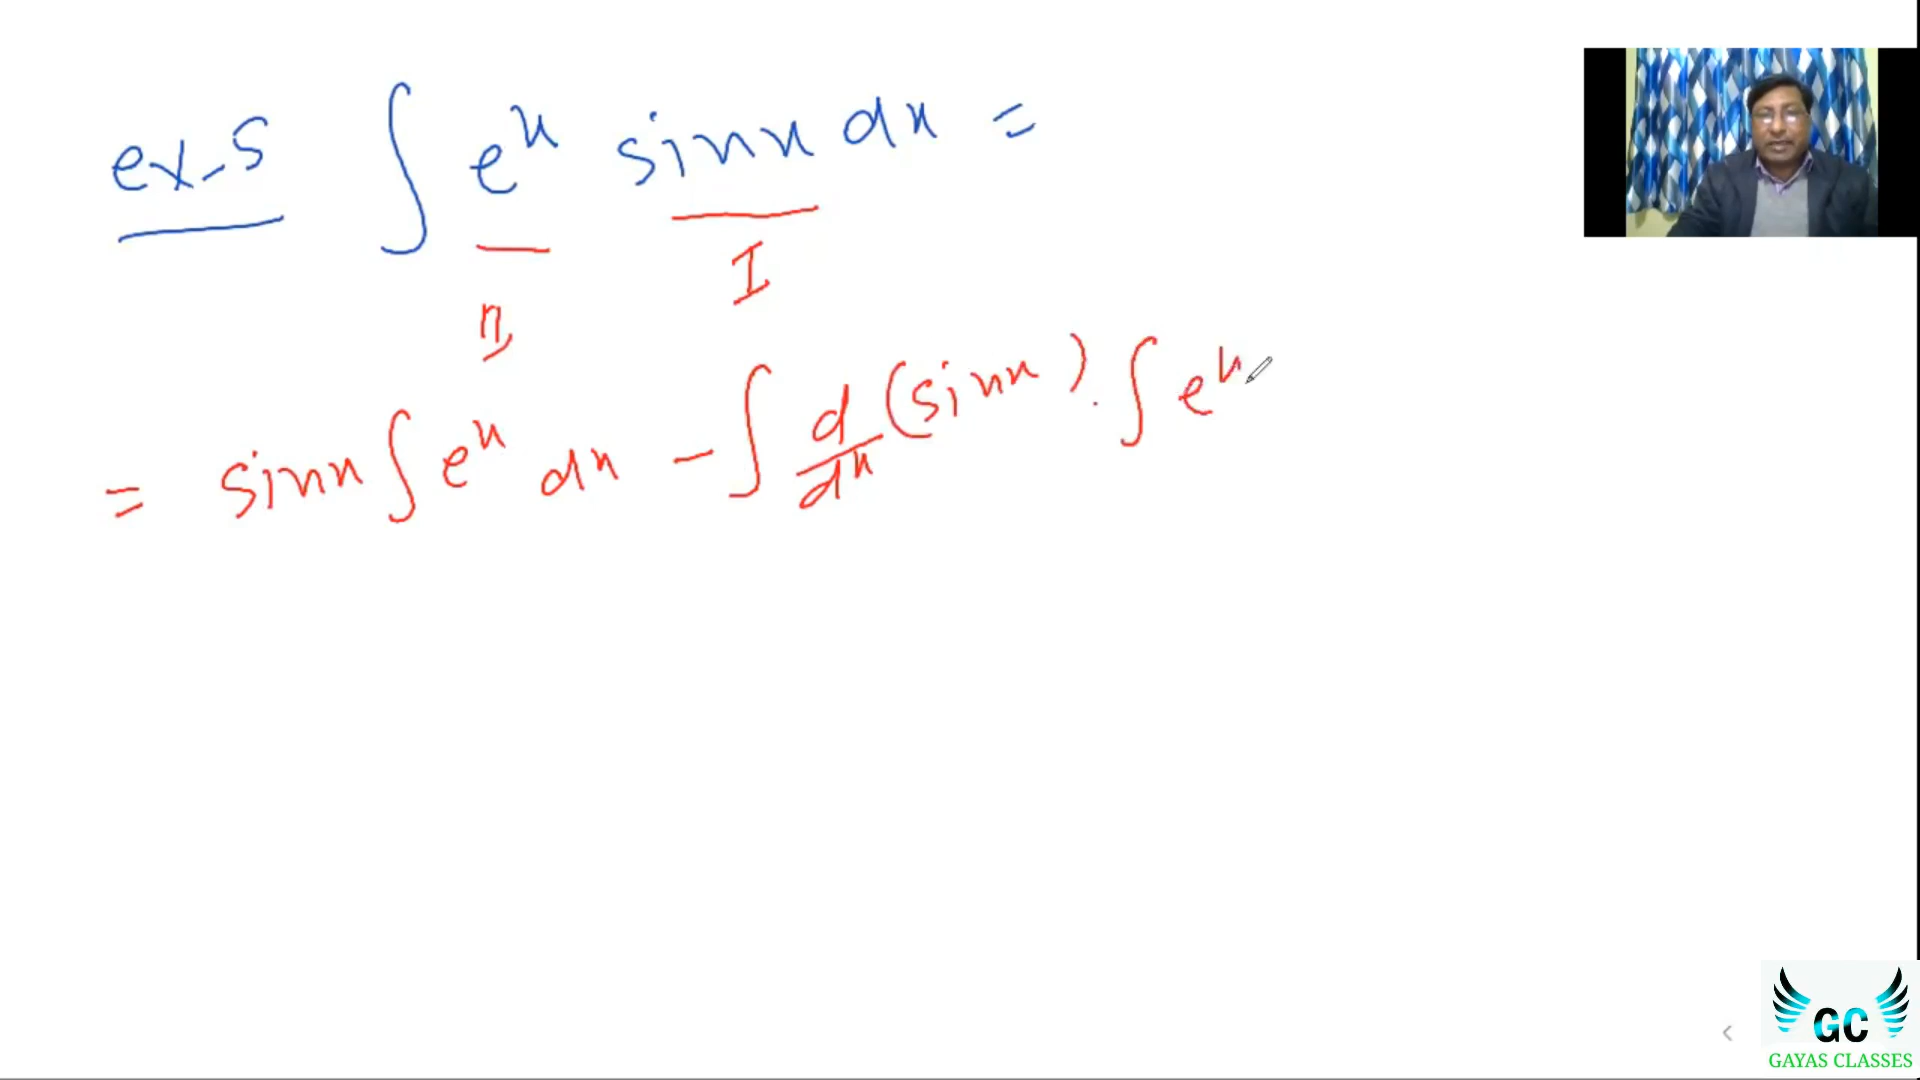 ex-5 ∫ e^x sinx dx =
II I
= sinx ∫ e^x dx - ∫ d/dx (sinx) . ∫ e^x
GC
GAYAS CLASSES